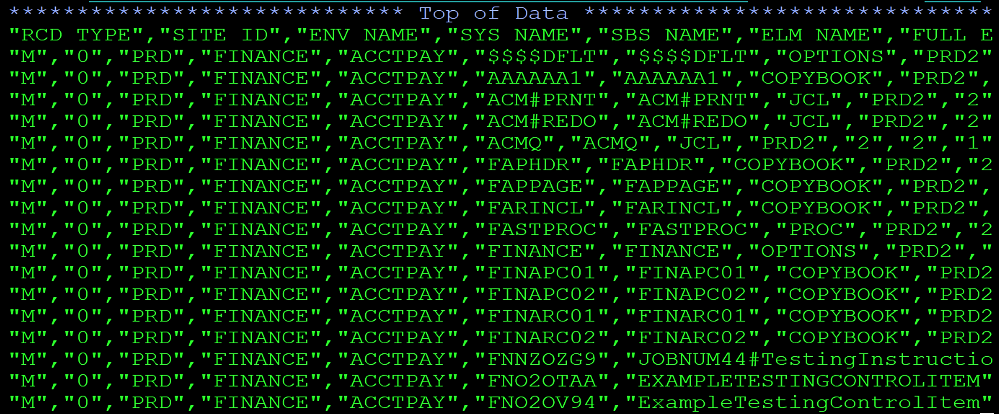 ***************************** Top of Data ******************************
"RCD TYPE","SITE ID","ENV NAME","SYS NAME","SBS NAME","ELM NAME","FULL E
"M","0","PRD","FINANCE","ACCTPAY","$$$$DFLT","$$$$DFLT","OPTIONS","PRD2"
"M","0","PRD","FINANCE","ACCTPAY","AAAAAA1","AAAAAA1","COPYBOOK","PRD2",
"M","0","PRD","FINANCE","ACCTPAY","ACM#PRNT","ACM#PRNT","JCL","PRD2","2"
"M","0","PRD","FINANCE","ACCTPAY","ACM#REDO","ACM#REDO","JCL","PRD2","2"
"M","0","PRD","FINANCE","ACCTPAY","ACMQ","ACMQ","JCL","PRD2","2","2","1"
"M","0","PRD","FINANCE","ACCTPAY","FAPHDR","FAPHDR","COPYBOOK","PRD2","2
"M","0","PRD","FINANCE","ACCTPAY","FAPPAGE","FAPPAGE","COPYBOOK","PRD2",
"M","0","PRD","FINANCE","ACCTPAY","FARINCL","FARINCL","COPYBOOK","PRD2",
"M","0","PRD","FINANCE","ACCTPAY","FASTPROC","FASTPROC","PROC","PRD2","2
"M","0","PRD","FINANCE","ACCTPAY","FINANCE","FINANCE","OPTIONS","PRD2","
"M","0","PRD","FINANCE","ACCTPAY","FINAPC01","FINAPC01","COPYBOOK","PRD2
"M","0","PRD","FINANCE","ACCTPAY","FINAPC02","FINAPC02","COPYBOOK","PRD2
"M","0","PRD","FINANCE","ACCTPAY","FINARC01","FINARC01","COPYBOOK","PRD2
"M","0","PRD","FINANCE","ACCTPAY","FINARC02","FINARC02","COPYBOOK","PRD2
"M","0","PRD","FINANCE","ACCTPAY","FNNZOZG9","JOBNUM44#TestingInstructio
"M","0","PRD","FINANCE","ACCTPAY","FNO2OTAA","EXAMPLETESTINGCONTROLITEM"
"M","0","PRD","FINANCE","ACCTPAY","FNO2OV94","ExampleTestingControlItem"